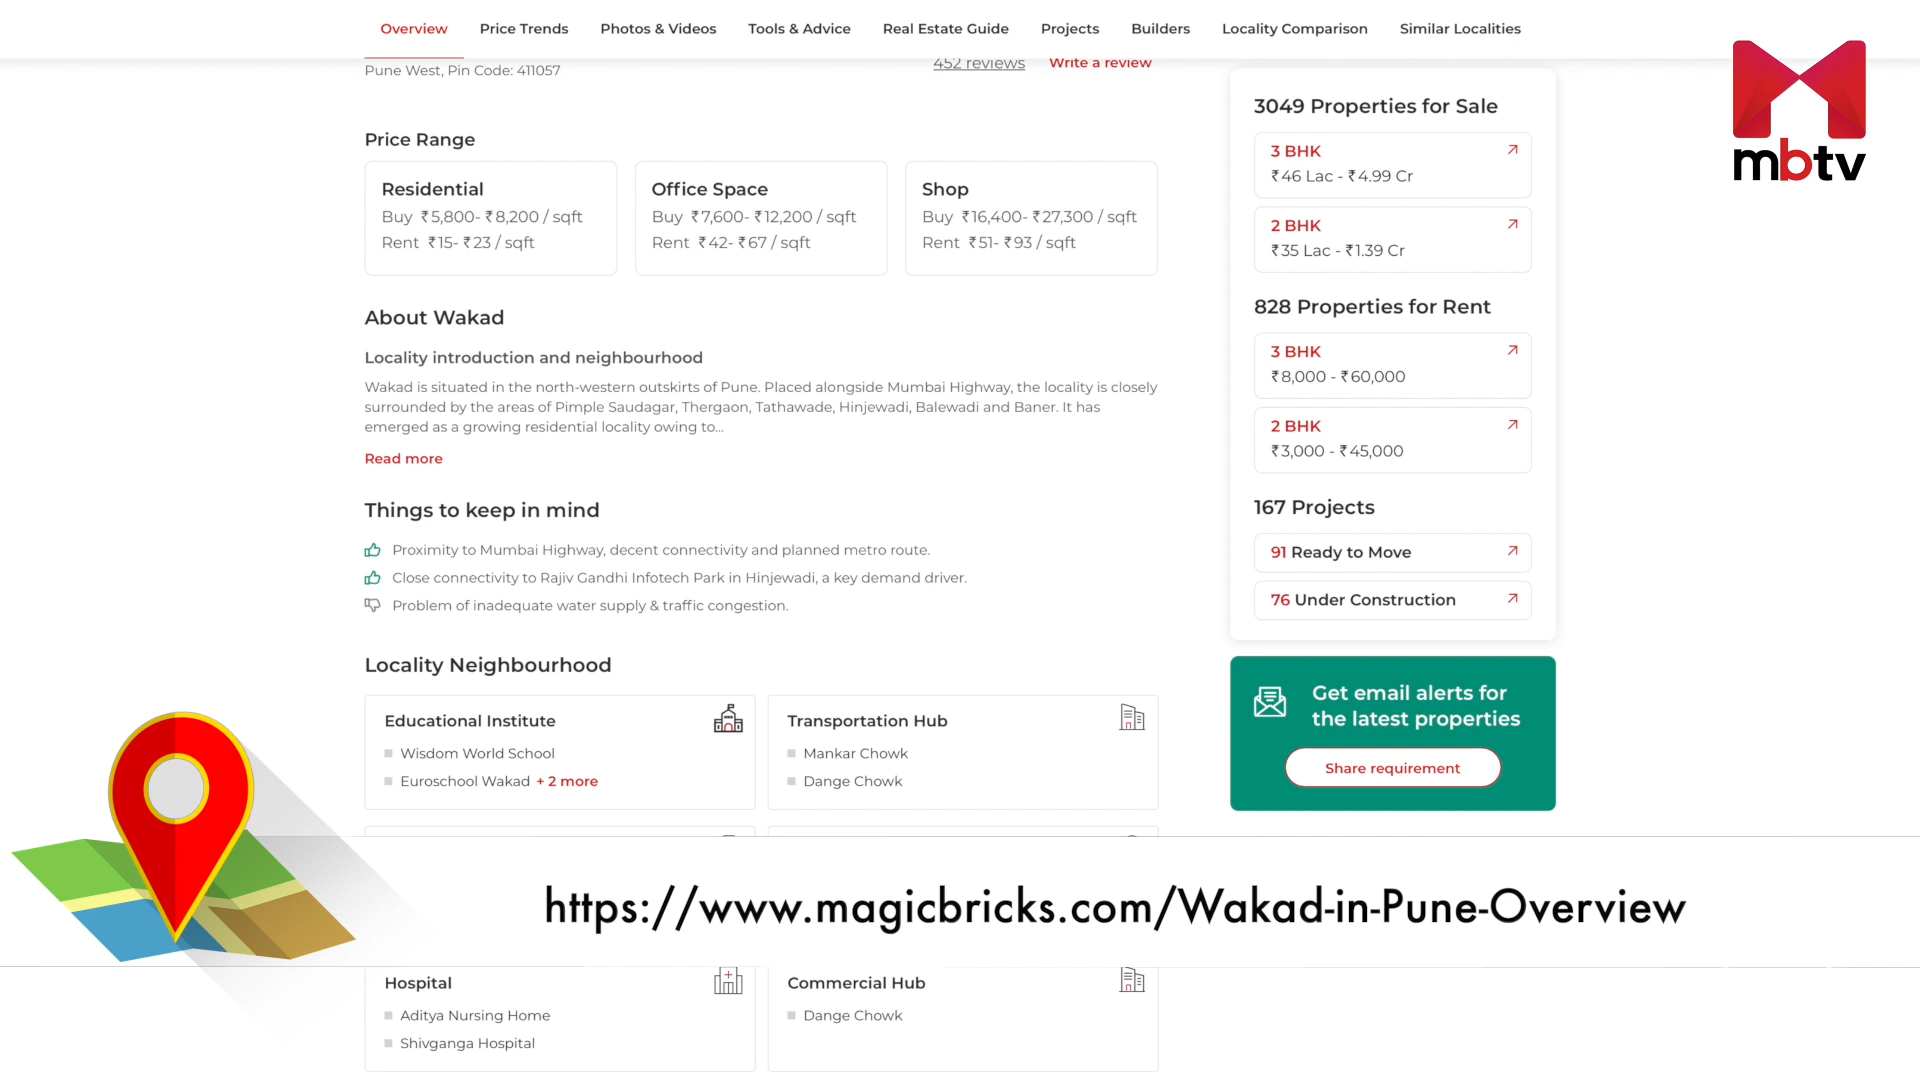 Overview Price Trends Photos & Videos Tools & Advice Real Estate Guide Projects Builders Locality Comparison Similar Localities
Pune West, Pin Code: 411057
452 reviews Write a review
mbtv
Price Range
Residential
Buy ₹5,800- ₹8,200 / sqft
Rent ₹15- ₹23 / sqft
Office Space
Buy ₹7,600- ₹12,200 / sqft
Rent ₹42- ₹67 / sqft
Shop
Buy ₹16,400- ₹27,300 / sqft
Rent ₹51- ₹93 / sqft
About Wakad
Locality introduction and neighbourhood
Wakad is situated in the north-western outskirts of Pune. Placed alongside Mumbai Highway, the locality is closely
surrounded by the areas of Pimple Saudagar, Thergaon, Tathawade, Hinjewadi, Balewadi and Baner. It has
emerged as a growing residential locality owing to...
Read more
Things to keep in mind
Proximity to Mumbai Highway, decent connectivity and planned metro route.
Close connectivity to Rajiv Gandhi Infotech Park in Hinjewadi, a key demand driver.
Problem of inadequate water supply & traffic congestion.
Locality Neighbourhood
Educational Institute
Wisdom World School
Euroschool Wakad + 2 more
Transportation Hub
Mankar Chowk
Dange Chowk
3049 Properties for Sale
3 BHK
₹46 Lac - ₹4.99 Cr
2 BHK
₹35 Lac - ₹1.39 Cr
828 Properties for Rent
3 BHK
₹8,000 - ₹60,000
2 BHK
₹3,000 - ₹45,000
167 Projects
91 Ready to Move
76 Under Construction
Get email alerts for
the latest properties
Share requirement
https://www.magicbricks.com/Wakad-in-Pune-Overview
Hospital
Aditya Nursing Home
Shivganga Hospital
Commercial Hub
Dange Chowk